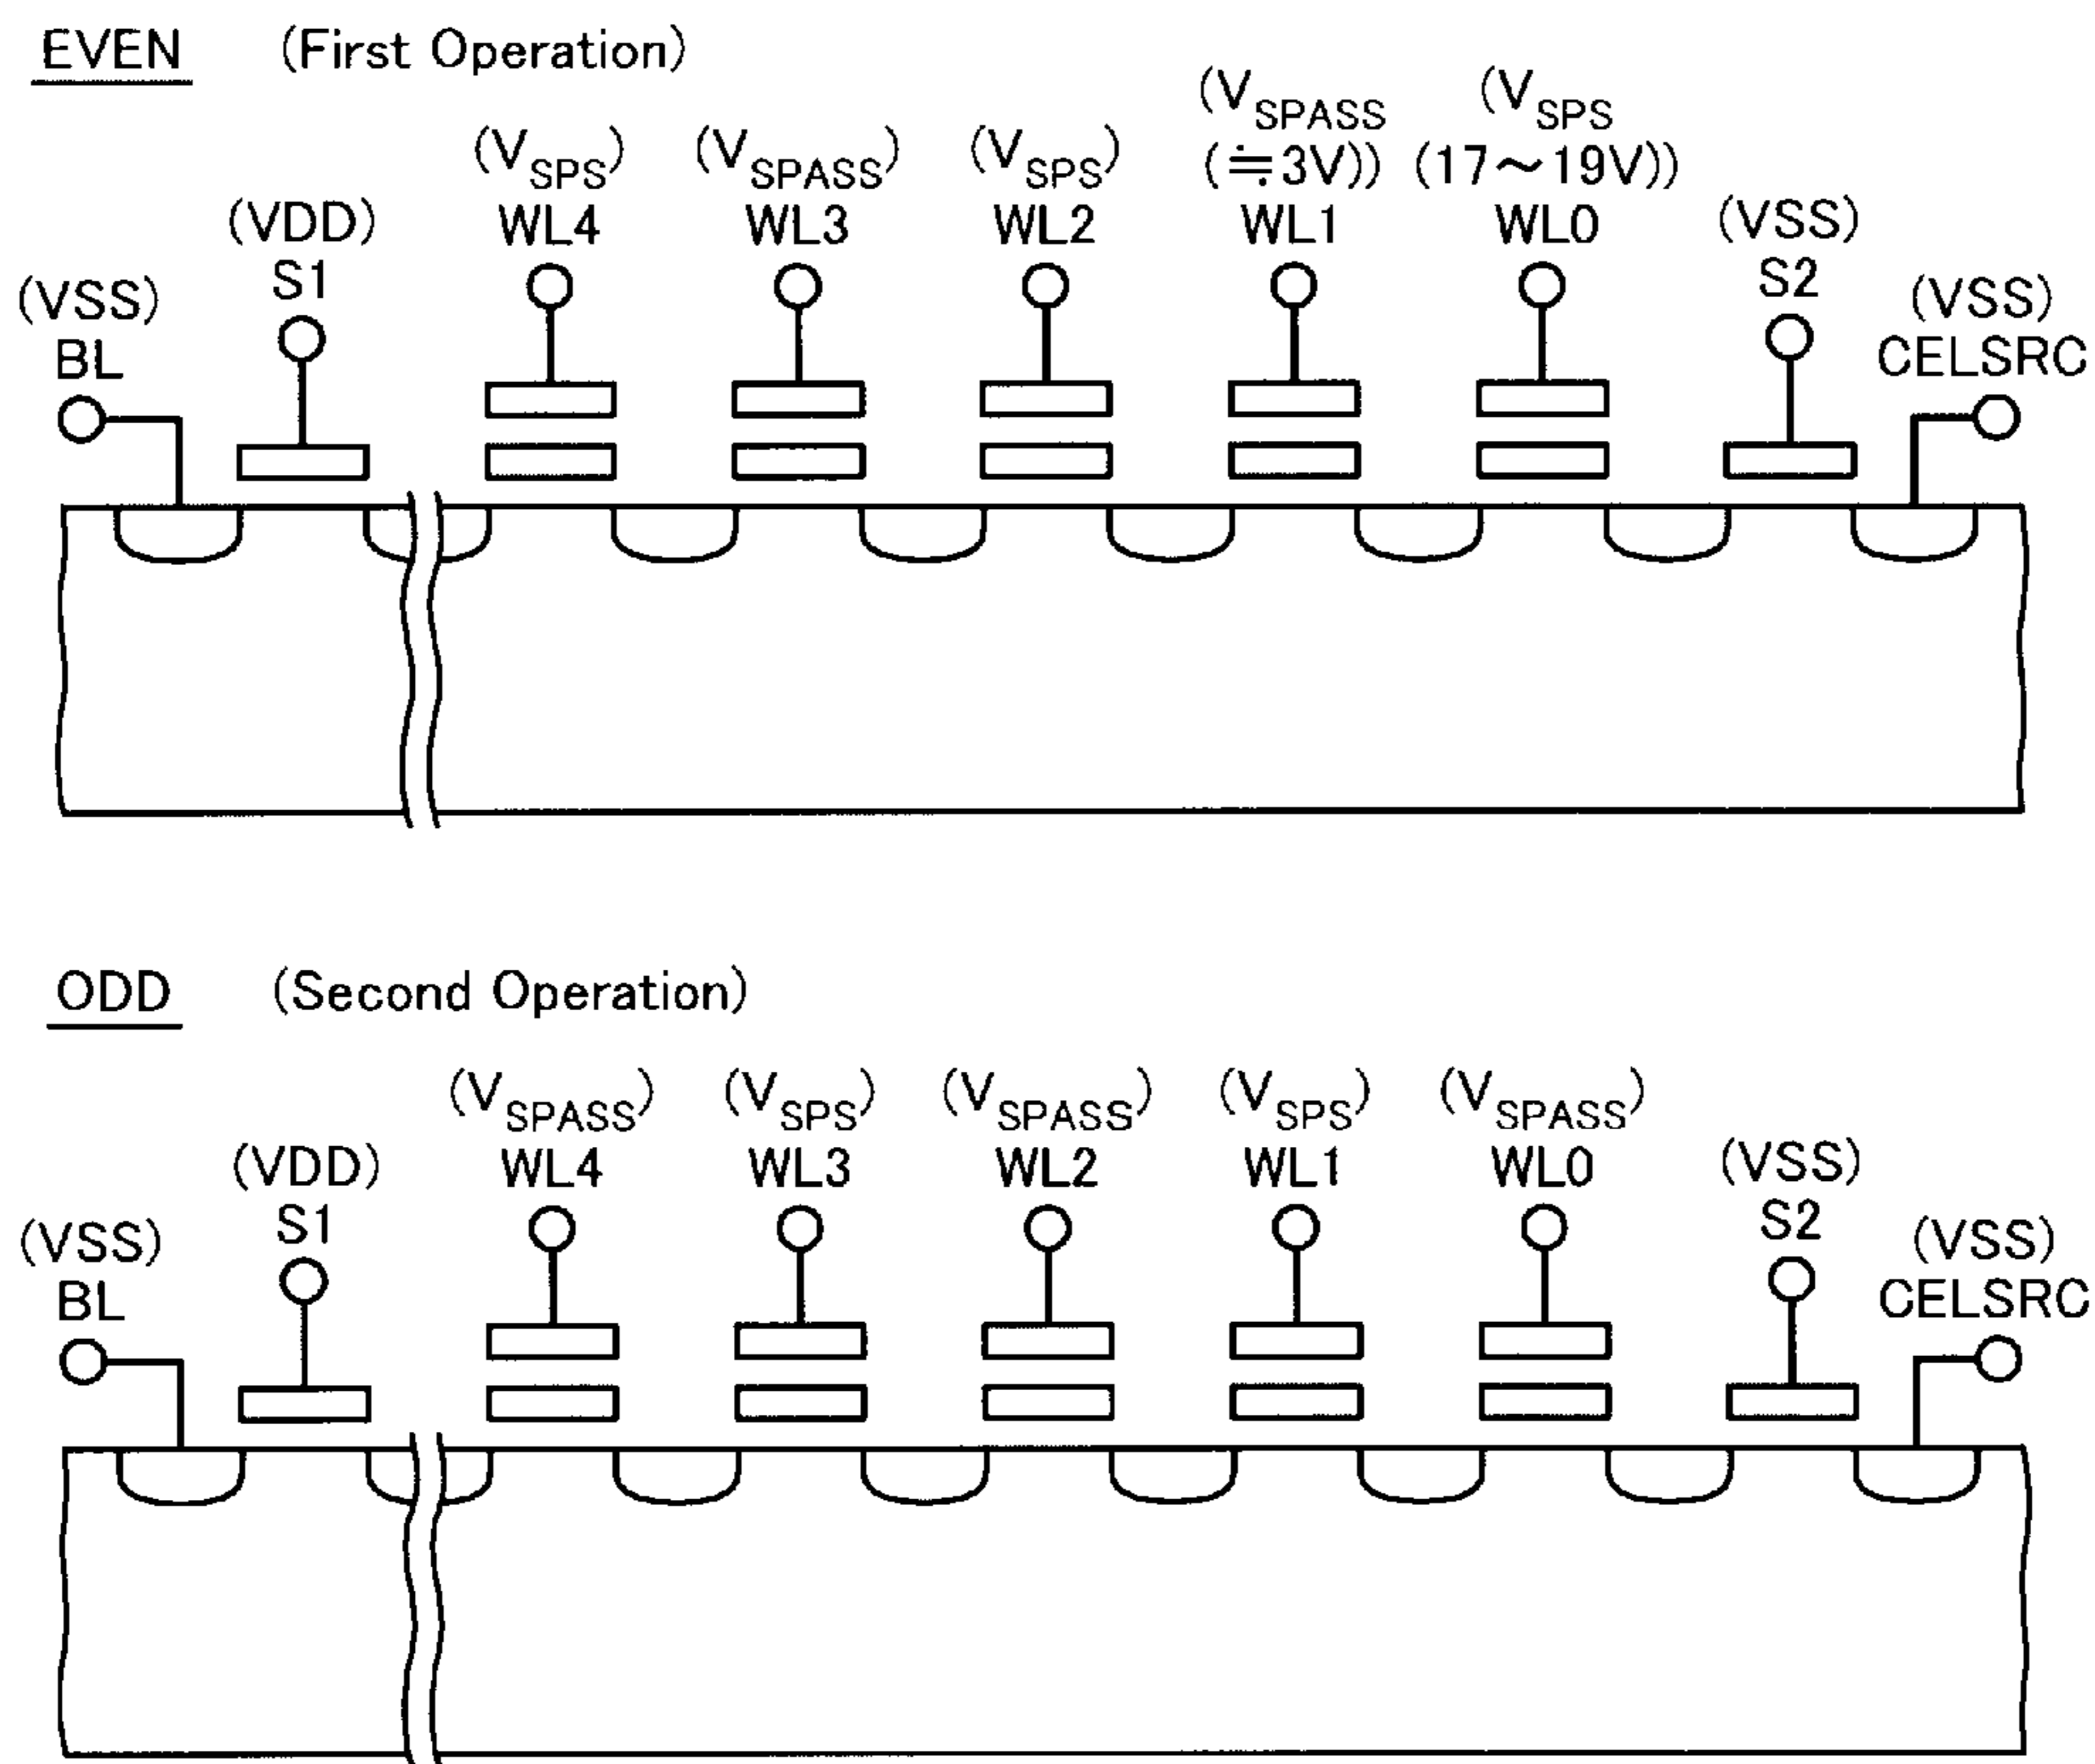 EVEN (First Operation)
(VSPASS (VSPS
(VSPS) (VSPASS) (VSPS) (≒3V)) (17～19V))
(VDD) WL4 WL3 WL2 WL1 WL0 (VSS)
(VSS) S1 S2 (VSS)
BL CELSRC
ODD (Second Operation)
(VSPASS) (VSPS) (VSPASS) (VSPS) (VSPASS)
(VDD) WL4 WL3 WL2 WL1 WL0 (VSS)
(VSS) S1 S2 (VSS)
BL CELSRC